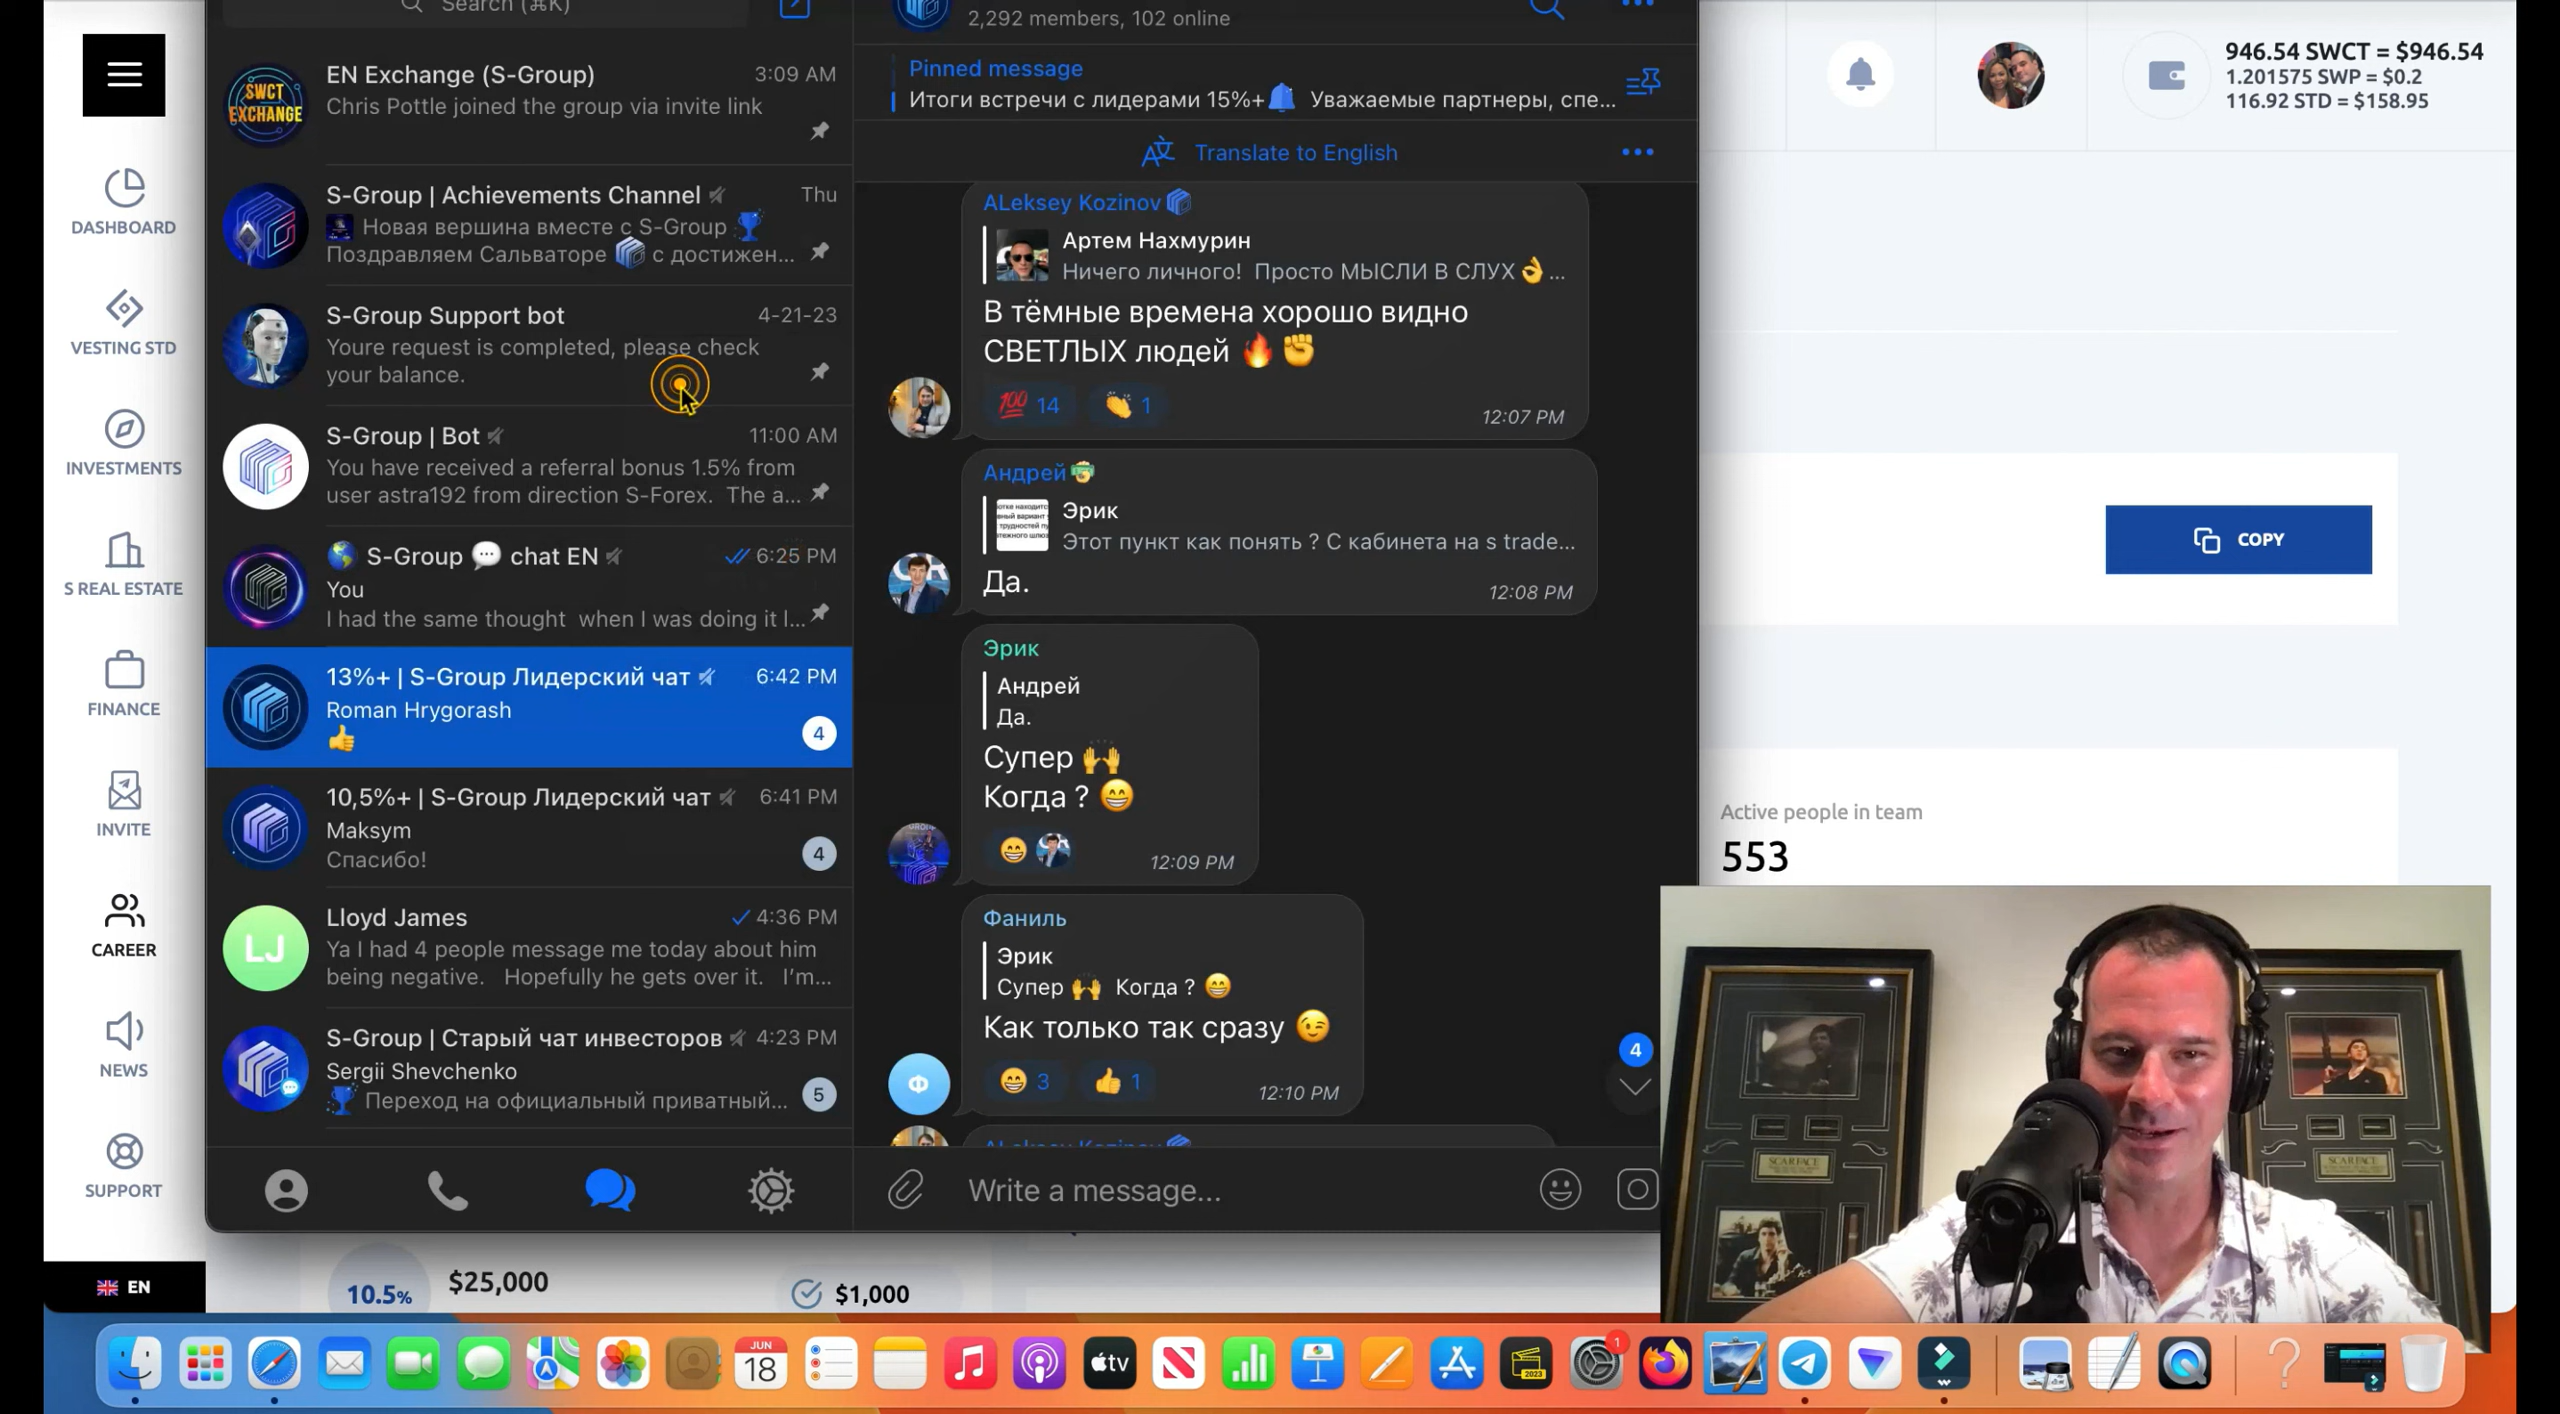 Search (⌘K)
EN Exchange (S-Group)
3:09 AM
Chris Pottle joined the group via invite link
SWCT
EXCHANGE
S-Group | Achievements Channel
Thu
Новая вершина вместе с S-Group
Поздравляем Сальваторе с достижен...
S-Group Support bot
4-21-23
Youre request is completed, please check
your balance.
S-Group | Bot
11:00 AM
You have received a referral bonus 1.5% from
user astra192 from direction S-Forex. The a...
S-Group 💬 chat EN
6:25 PM
You
I had the same thought when I was doing it l...
13%+ | S-Group Лидерский чат
6:42 PM
Roman Hrygorash
👍
4
10,5%+ | S-Group Лидерский чат
6:41 PM
Maksym
Спасибо!
4
LJ
Lloyd James
4:36 PM
Ya I had 4 people message me today about him
being negative. Hopefully he gets over it. I'm...
S-Group | Старый чат инвесторов
4:23 PM
Sergii Shevchenko
Переход на официальный приватный...
5
2,292 members, 102 online
Pinned message
Итоги встречи с лидерами 15%+🔔 Уважаемые партнеры, спе...
Translate to English
ALeksey Kozinov
Артем Нахмурин
Ничего личного! Просто МЫСЛИ В СЛУХ 👌...
В тёмные времена хорошо видно
СВЕТЛЫХ людей 🔥 ✊
💯 14
👏 1
12:07 PM
Андрей
Эрик
Этот пункт как понять ? С кабинета на s trade...
Да.
12:08 PM
Эрик
Андрей
Да.
Супер 🙌
Когда ? 😁
12:09 PM
Фаниль
Эрик
Супер 🙌 Когда ? 😁
Как только так сразу 😉
😁 3
👍 1
12:10 PM
Ф
4
ALeksey Kozinov
Write a message...
DASHBOARD
VESTING STD
INVESTMENTS
S REAL ESTATE
FINANCE
INVITE
CAREER
NEWS
SUPPORT
EN
946.54 SWCT = $946.54
1.201575 SWP = $0.2
116.92 STD = $158.95
COPY
Active people in team
553
10.5%
$25,000
$1,000
SCARFACE
SCARFACE
JUN
18
tv
2023
1